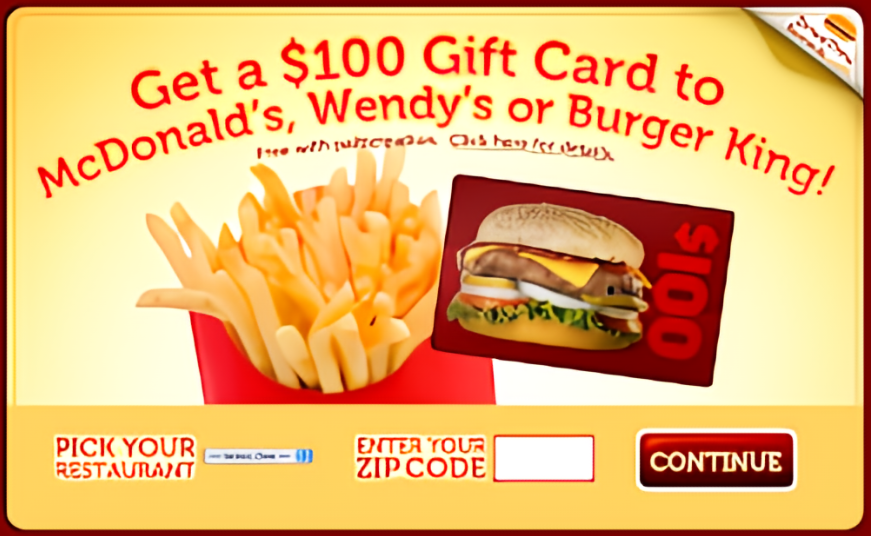 Get a $100 Gift Card to
McDonald's, Wendy's or Burger King!
$100
PICK YOUR
RESTAURANT
ENTER YOUR
ZIP CODE
CONTINUE